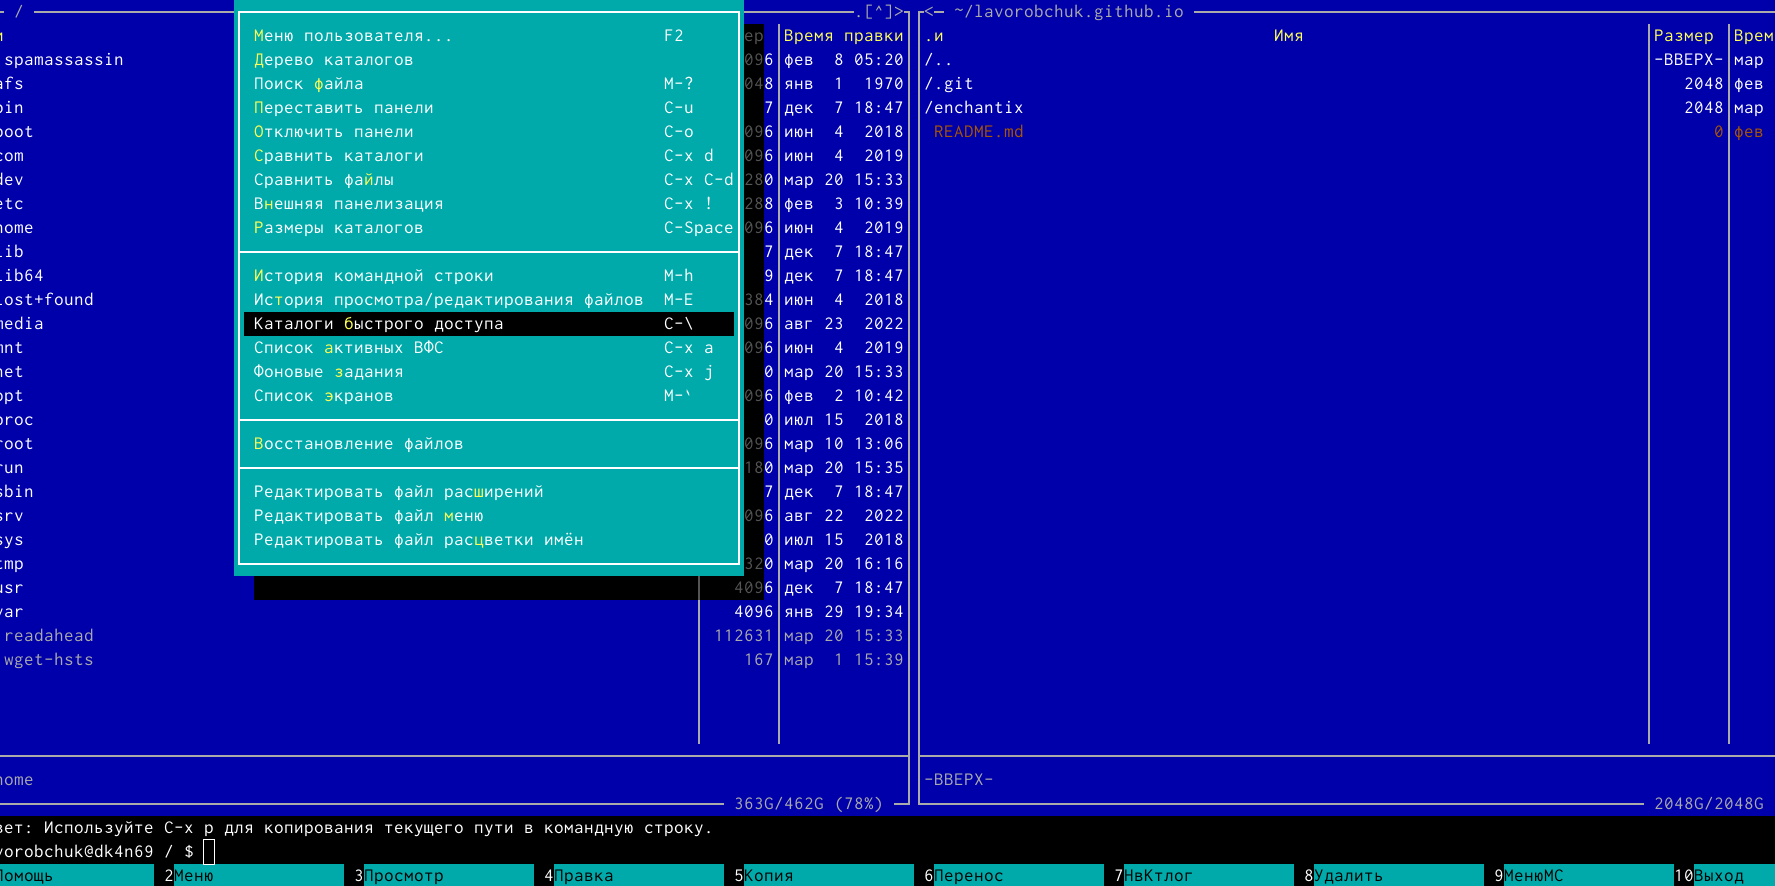 / .[^]> <– ~/lavorobchuk.github.io
и Меню пользователя... F2 ер Время правки .и Имя Размер Врем
spamassassin Дерево каталогов 096 фев 8 05:20 /.. -ВВЕРХ- мар
afs Поиск файла M-? 048 янв 1 1970 /.git 2048 фев
bin Переставить панели C-u 7 дек 7 18:47 /enchantix 2048 мар
boot Отключить панели C-o 096 июн 4 2018 README.md 0 фев
com Сравнить каталоги C-x d 096 июн 4 2019
dev Сравнить файлы C-x C-d 280 мар 20 15:33
etc Внешняя панелизация C-x ! 288 фев 3 10:39
home Размеры каталогов C-Space 096 июн 4 2019
lib 7 дек 7 18:47
lib64 История командной строки M-h 9 дек 7 18:47
lost+found История просмотра/редактирования файлов M-E 384 июн 4 2018
media Каталоги быстрого доступа C-\ 096 авг 23 2022
mnt Список активных ВФС C-x a 096 июн 4 2019
net Фоновые задания C-x j 0 мар 20 15:33
opt Список экранов M-` 096 фев 2 10:42
proc 0 июл 15 2018
root Восстановление файлов 096 мар 10 13:06
run 180 мар 20 15:35
sbin Редактировать файл расширений 7 дек 7 18:47
srv Редактировать файл меню 096 авг 22 2022
sys Редактировать файл расцветки имён 0 июл 15 2018
tmp 320 мар 20 16:16
usr 4096 дек 7 18:47
var 4096 янв 29 19:34
readahead 112631 мар 20 15:33
wget-hsts 167 мар 1 15:39
home -ВВЕРХ-
363G/462G (78%) 2048G/2048G
вет: Используйте C-x p для копирования текущего пути в командную строку.
vorobchuk@dk4n69 / $
Помощь 2Меню 3Просмотр 4Правка 5Копия 6Перенос 7НвКтлог 8Удалить 9МенюMC 10Выход